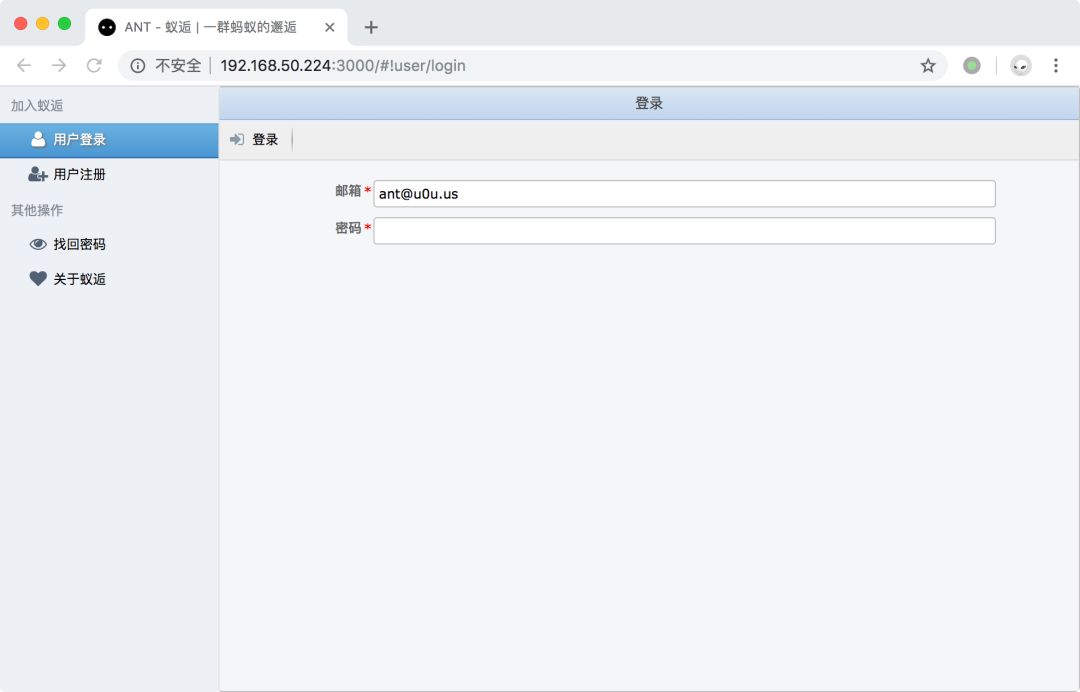 ANT - 蚁逅 | 一群蚂蚁的邂逅
不安全 | 192.168.50.224:3000/#!user/login
加入蚁逅
用户登录
用户注册
其他操作
找回密码
关于蚁逅
登录
登录
邮箱* ant@u0u.us
密码*